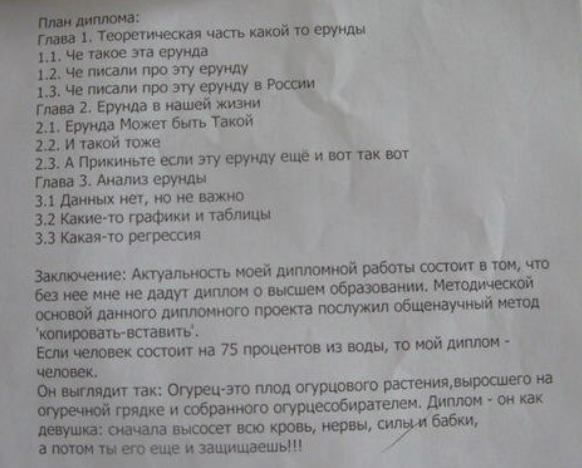 План диплома:
Глава 1. Теоретическая часть какой то ерунды
1.1. Че такое эта ерунда
1.2. Че писали про эту ерунду
1.3. Че писали про эту ерунду в России
Глава 2. Ерунда в нашей жизни
2.1. Ерунда Может быть Такой
2.2. И такой тоже
2.3. А Прикиньте если эту ерунду ещё и вот так вот
Глава 3. Анализ ерунды
3.1 Данных нет, но не важно
3.2 Какие-то графики и таблицы
3.3 Какая-то регрессия
Заключение: Актуальность моей дипломной работы состоит в том, что
без нее мне не дадут диплом о высшем образовании. Методической
основой данного дипломного проекта послужил общенаучный метод
'копировать-вставить'.
Если человек состоит на 75 процентов из воды, то мой диплом -
человек.
Он выглядит так: Огурец-это плод огурцового растения,выросшего на
огуречной грядке и собранного огурцесобирателем. Диплом - он как
девушка: сначала высосет всю кровь, нервы, силы и бабки,
а потом ты его еще и защищаешь!!!